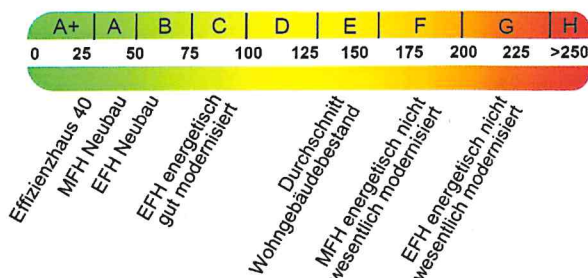 A+ A B C D E F G H
0 25 50 75 100 125 150 175 200 225 >250
Effizienzhaus 40
MFH Neubau
EFH Neubau
EFH energetisch
gut modernisiert
Durchschnitt
Wohngebäudebestand
MFH energetisch nicht
wesentlich modernisiert
EFH energetisch nicht
wesentlich modernisiert